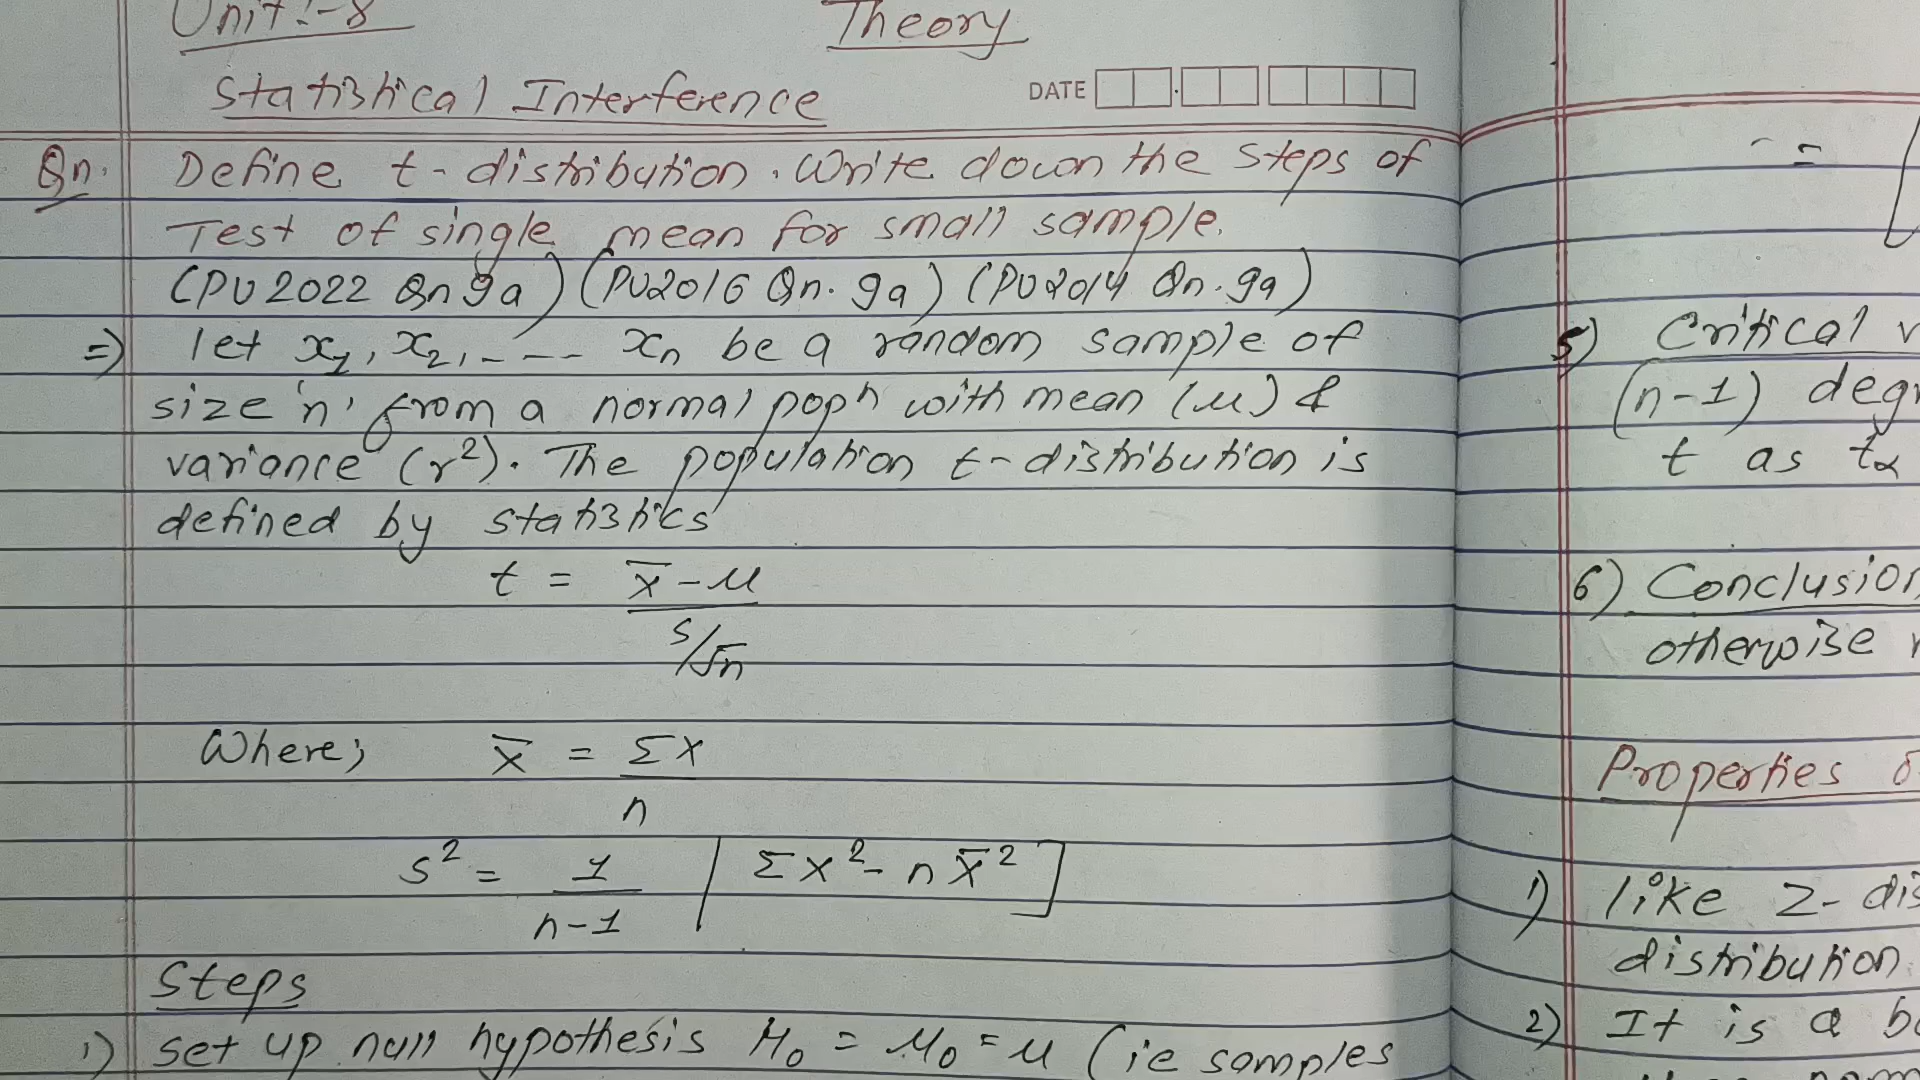 Unit:-8
Theory
Statistical Interference
DATE
Qn. Define t-distribution. Write down the steps of
Test of single mean for small sample.
(PU 2022 Qn 9a) (PU2016 Qn. 9a) (PU 2014 Qn. 9a)
=) let x1, x2, ---- xn be a random sample of
size 'n' from a normal popn with mean (μ) &
variance (r²). The population t-distribution is
defined by statistics
t = x̄ - μ
s/√n
Where; x̄ = Σx
n
s² = 1 [ Σx² - n x̄² ]
n-1
Steps
1) set up null hypothesis H0 = μ0 = μ (ie samples
=
5) Critical
(n-1)
t as tα
6) Conclusion
otherwise
Properties
1) like z-
distribution
2) It is a